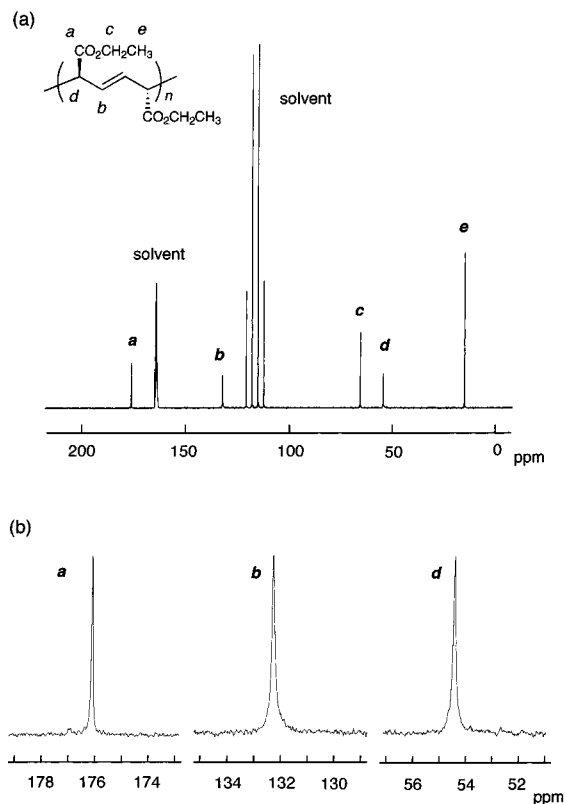 (a)
a c e
CO₂CH₂CH₃
d b n
CO₂CH₂CH₃
solvent
solvent
a b c d e
200 150 100 50 0 ppm
(b)
a b d
178 176 174 134 132 130 56 54 52
ppm